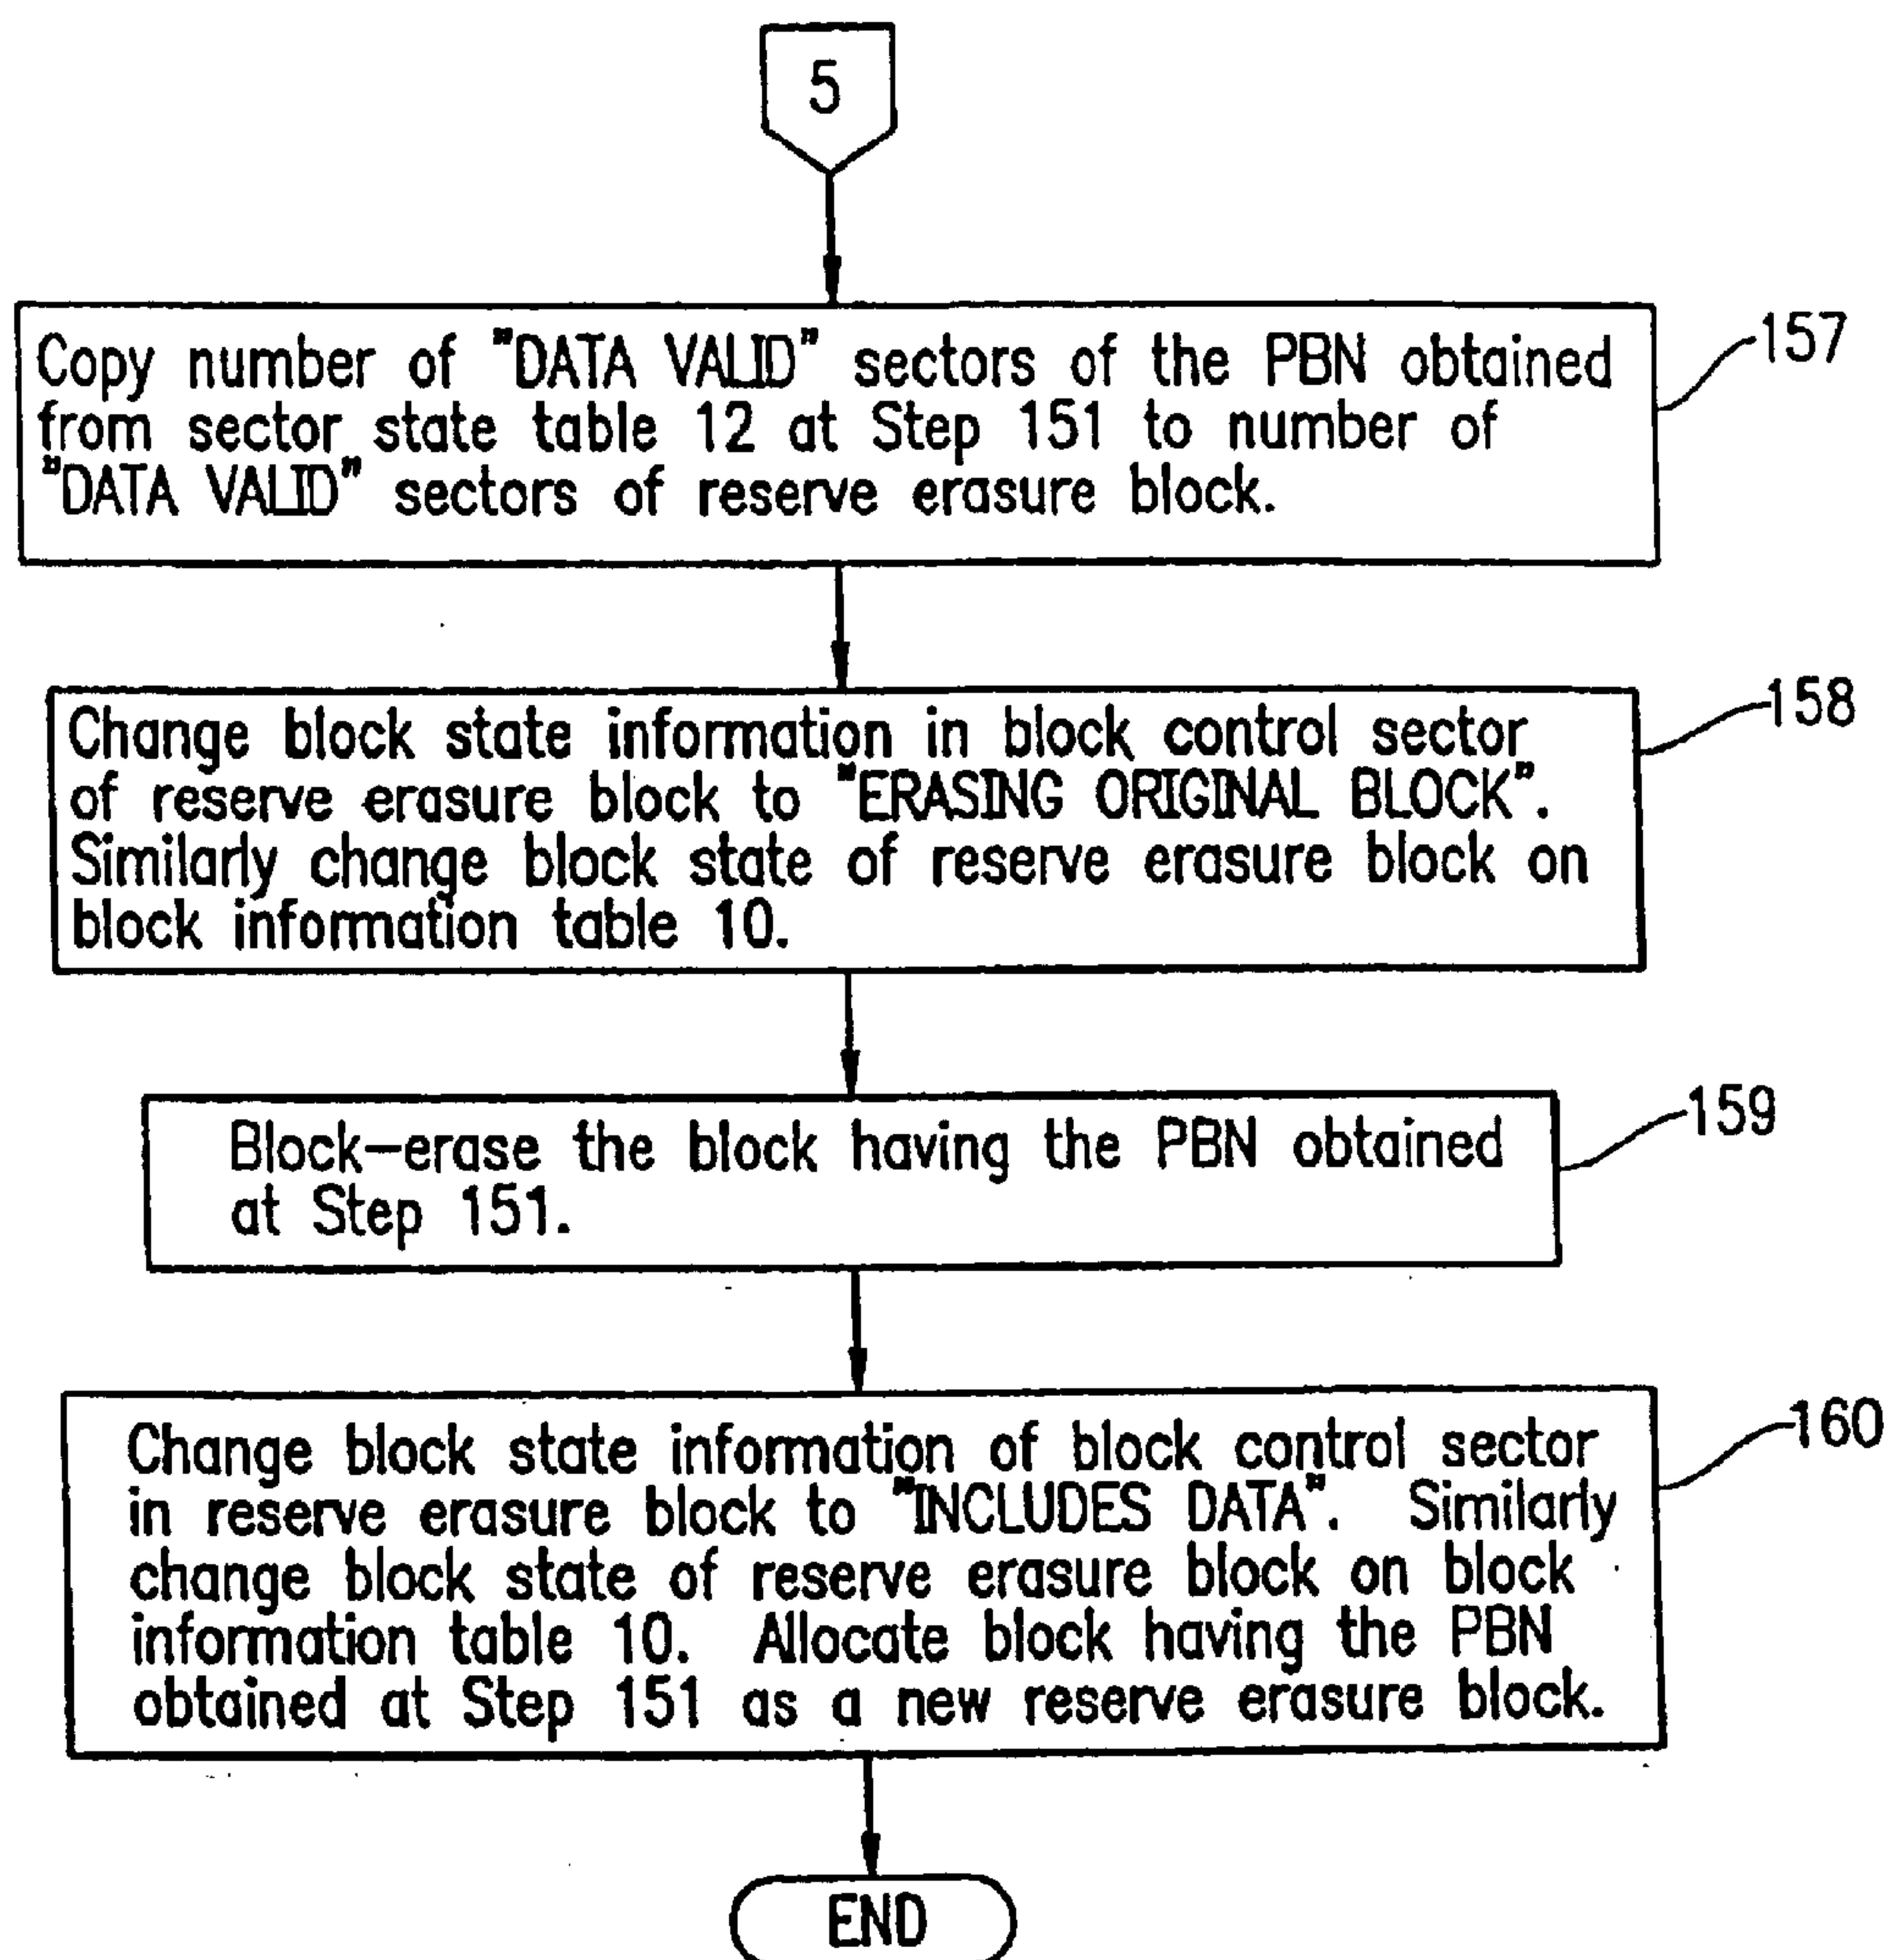 5
Copy number of "DATA VALID" sectors of the PBN obtained
from sector state table 12 at Step 151 to number of
"DATA VALID" sectors of reserve erasure block.
157
Change block state information in block control sector
of reserve erasure block to "ERASING ORIGINAL BLOCK".
Similarly change block state of reserve erasure block on
block information table 10.
158
Block-erase the block having the PBN obtained
at Step 151.
159
Change block state information of block control sector
in reserve erasure block to "INCLUDES DATA". Similarly
change block state of reserve erasure block on block
information table 10. Allocate block having the PBN
obtained at Step 151 as a new reserve erasure block.
160
END